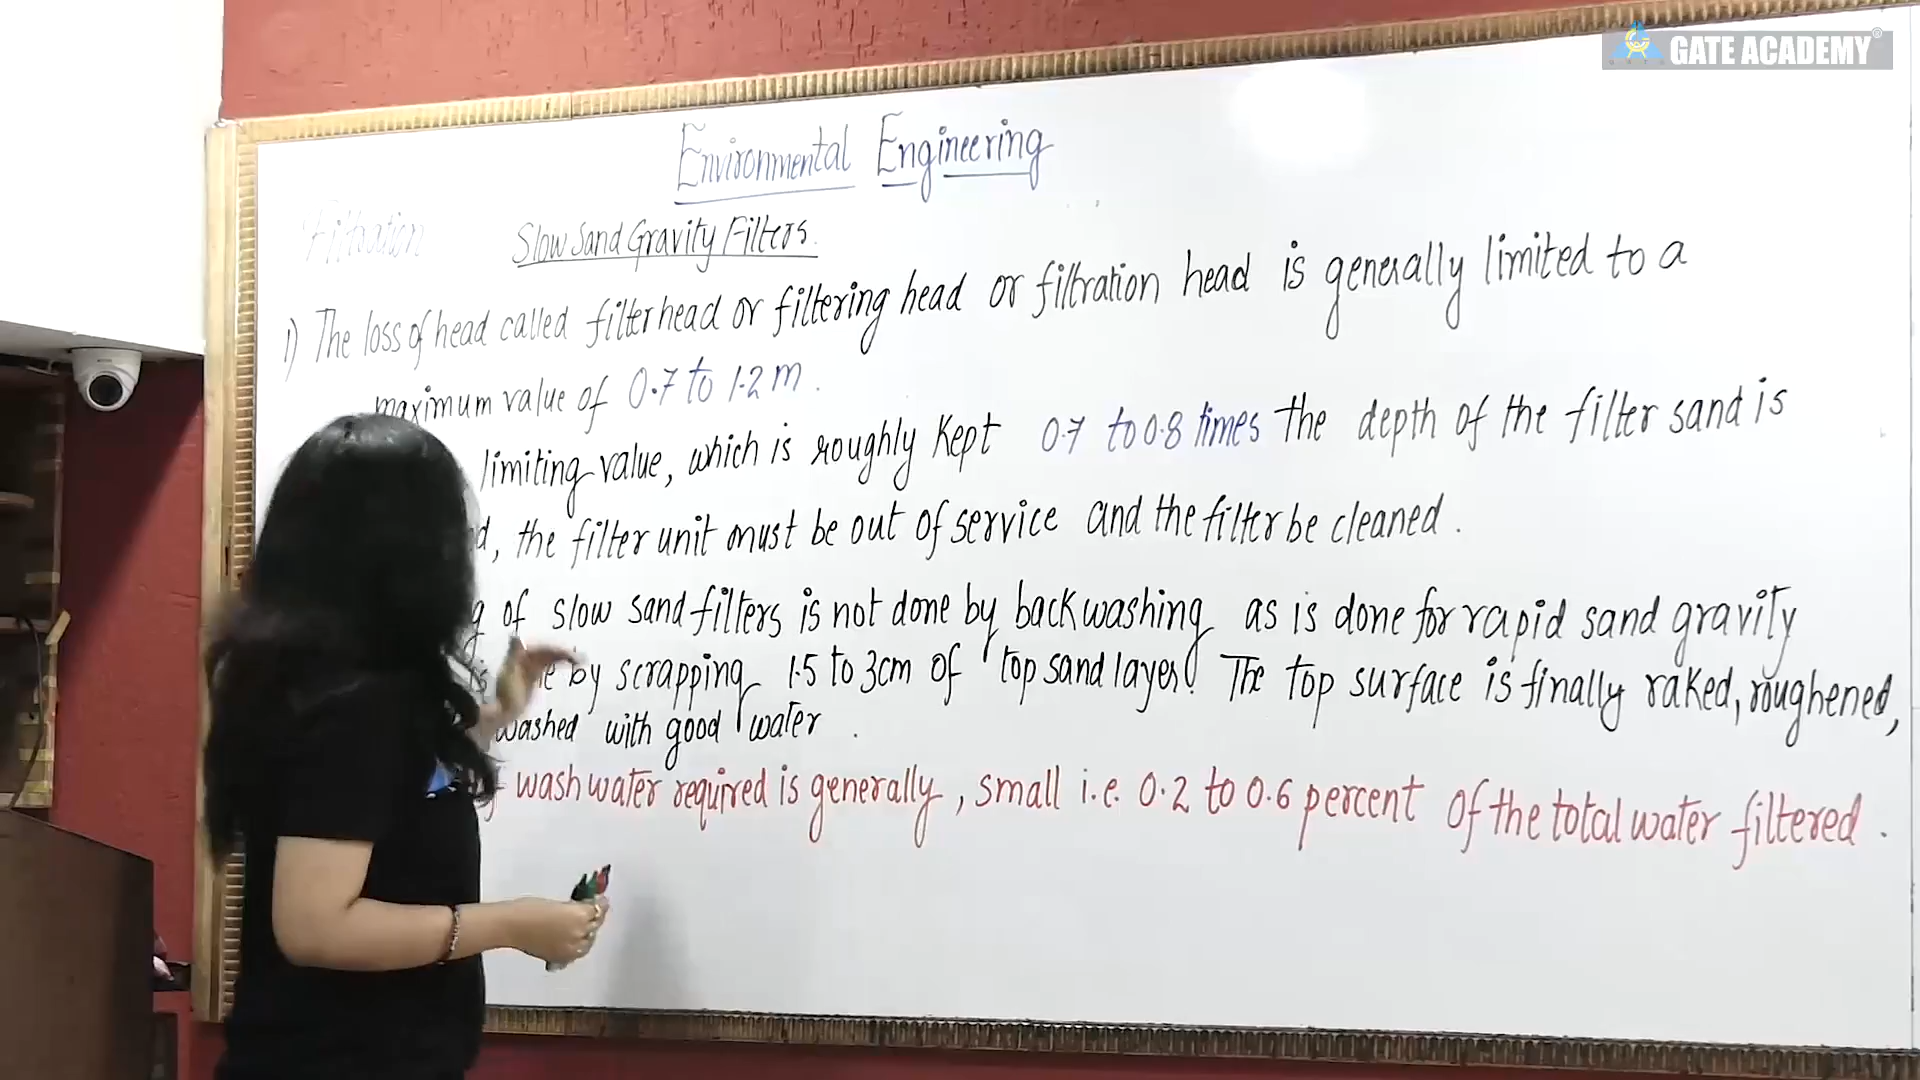 GATE ACADEMY
Environmental Engineering
Filtration Slow Sand Gravity Filters.
1) The loss of head called filterhead or filtering head or filtration head is generally limited to a
maximum value of 0.7 to 1.2 m.
limiting value, which is roughly kept 0.7 to 0.8 times the depth of the filter sand is
, the filter unit must be out of service and the filter be cleaned.
of slow sand filters is not done by backwashing as is done for rapid sand gravity
by scrapping 1.5 to 3cm of top sand layer. The top surface is finally raked, roughened,
washed with good water.
wash water required is generally, small i.e. 0.2 to 0.6 percent of the total water filtered.